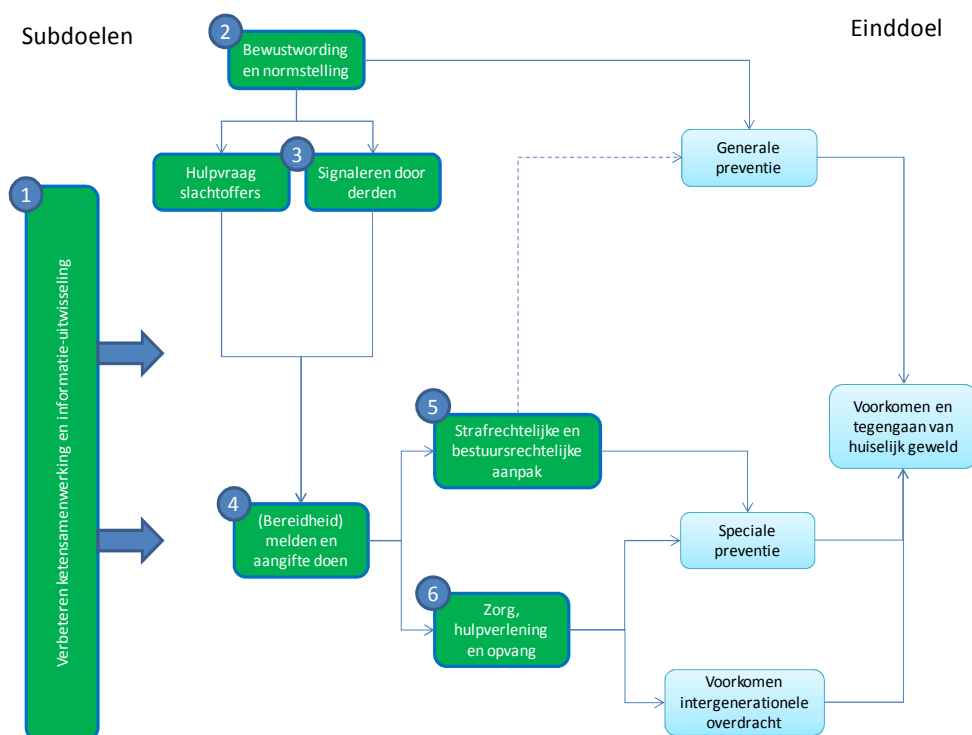 Subdoelen
Einddoel
2
Bewustwording
en normstelling
3
Hulpvraag
slachtoffers
Signaleren door
derden
Generale
preventie
1
Verbeteren ketensamenwerking en informatie-uitwisseling
5
Strafrechtelijke en
bestuursrechtelijke
aanpak
Voorkomen en
tegengaan van
huiselijk geweld
4
(Bereidheid)
melden en
aangifte doen
Speciale
preventie
6
Zorg,
hulpverlening
en opvang
Voorkomen
intergenerationele
overdracht